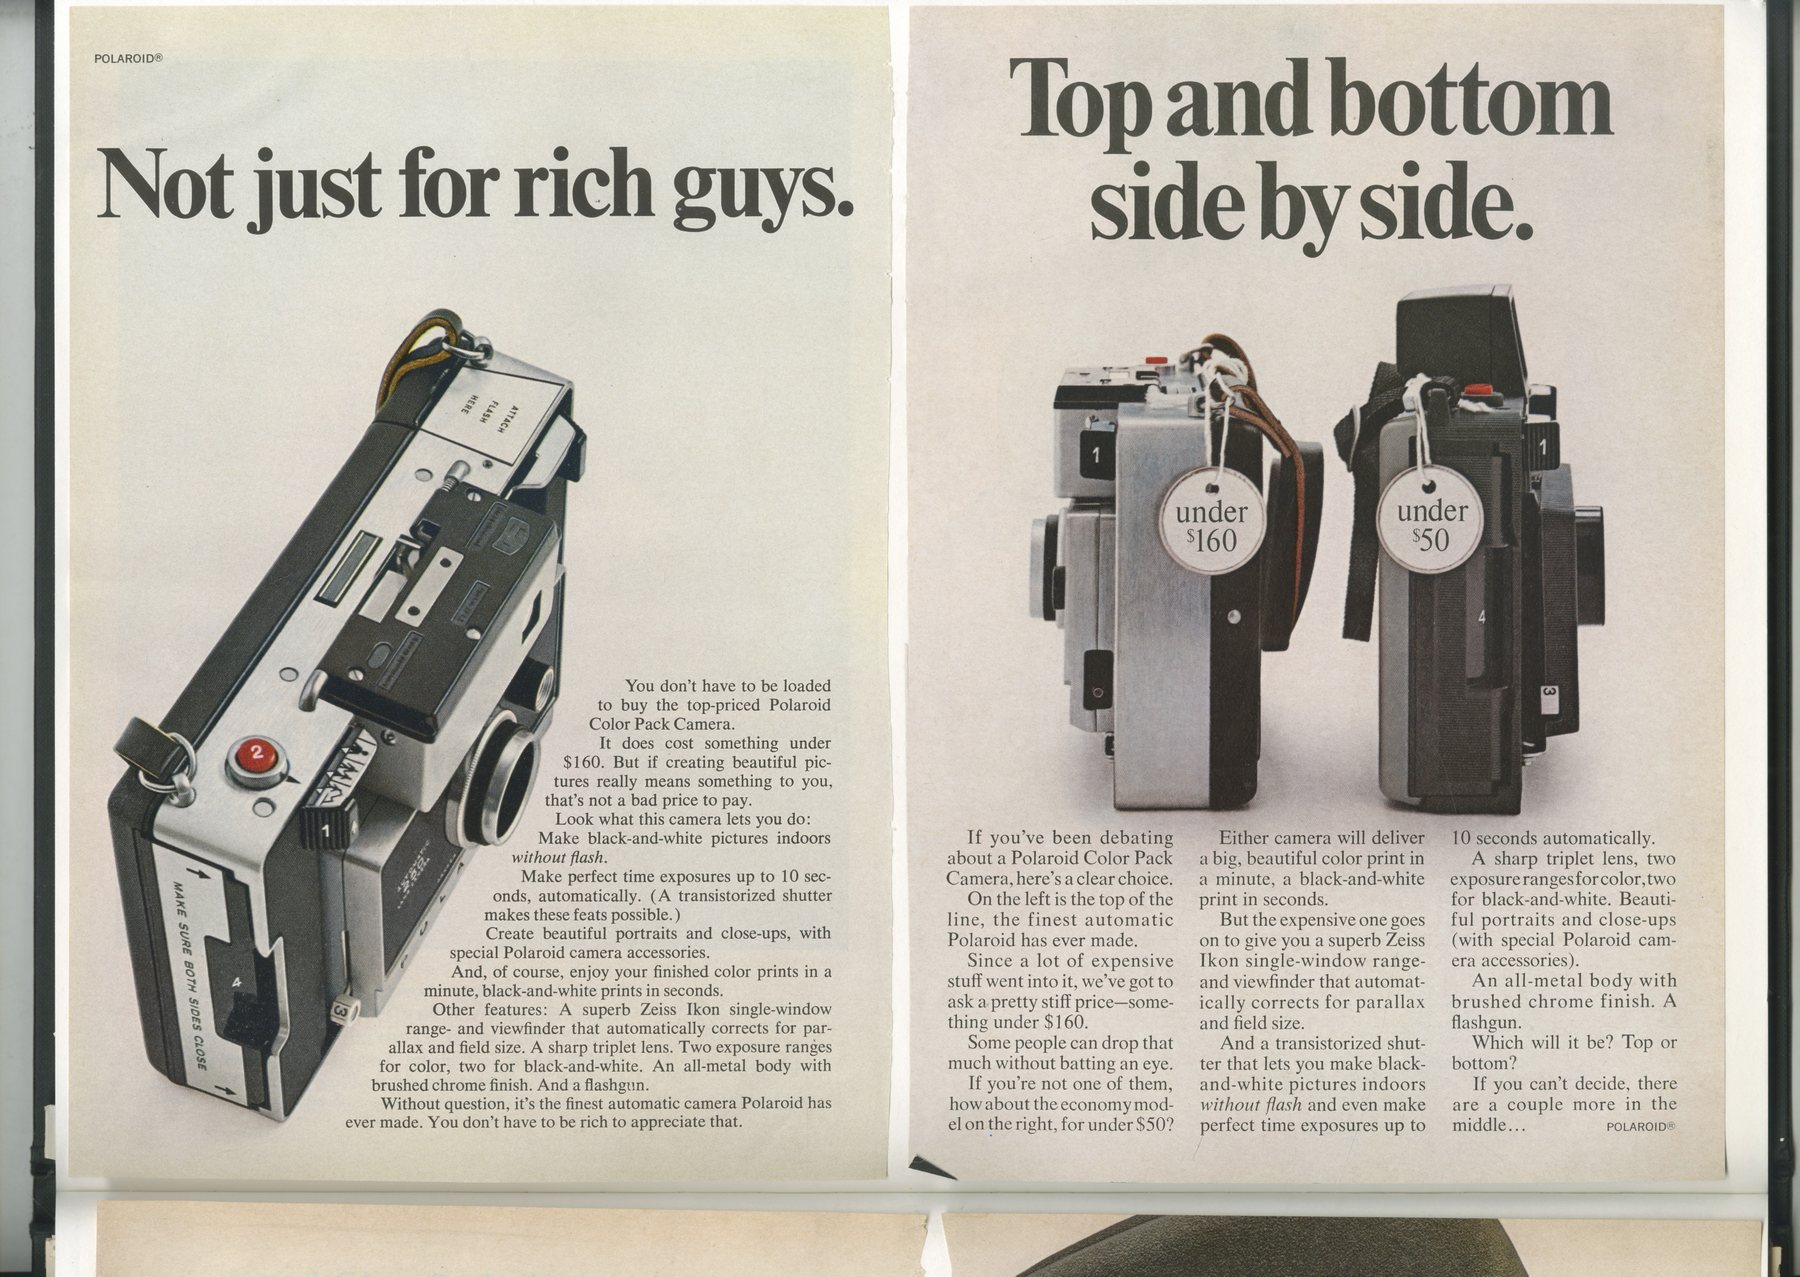 POLAROID®
Not just for rich guys.
ATTACH
FLASH
HERE
2
1
4
3
MAKE SURE BOTH SIDES CLOSE
You don't have to be loaded
to buy the top-priced Polaroid
Color Pack Camera.
It does cost something under
$160. But if creating beautiful pic-
tures really means something to you,
that's not a bad price to pay.
Look what this camera lets you do:
Make black-and-white pictures indoors
without flash.
Make perfect time exposures up to 10 sec-
onds, automatically. (A transistorized shutter
makes these feats possible.)
Create beautiful portraits and close-ups, with
special Polaroid camera accessories.
And, of course, enjoy your finished color prints in a
minute, black-and-white prints in seconds.
Other features: A superb Zeiss Ikon single-window
range- and viewfinder that automatically corrects for par-
allax and field size. A sharp triplet lens. Two exposure ranges
for color, two for black-and-white. An all-metal body with
brushed chrome finish. And a flashgun.
Without question, it's the finest automatic camera Polaroid has
ever made. You don't have to be rich to appreciate that.
Top and bottom
side by side.
1
under
$160
1
under
$50
4
3
If you've been debating
about a Polaroid Color Pack
Camera, here's a clear choice.
On the left is the top of the
line, the finest automatic
Polaroid has ever made.
Since a lot of expensive
stuff went into it, we've got to
ask a pretty stiff price—some-
thing under $160.
Some people can drop that
much without batting an eye.
If you're not one of them,
how about the economy mod-
el on the right, for under $50?
Either camera will deliver
a big, beautiful color print in
a minute, a black-and-white
print in seconds.
But the expensive one goes
on to give you a superb Zeiss
Ikon single-window range-
and viewfinder that automat-
ically corrects for parallax
and field size.
And a transistorized shut-
ter that lets you make black-
and-white pictures indoors
without flash and even make
perfect time exposures up to
10 seconds automatically.
A sharp triplet lens, two
exposure ranges for color, two
for black-and-white. Beauti-
ful portraits and close-ups
(with special Polaroid cam-
era accessories).
An all-metal body with
brushed chrome finish. A
flashgun.
Which will it be? Top or
bottom?
If you can't decide, there
are a couple more in the
middle...
POLAROID®